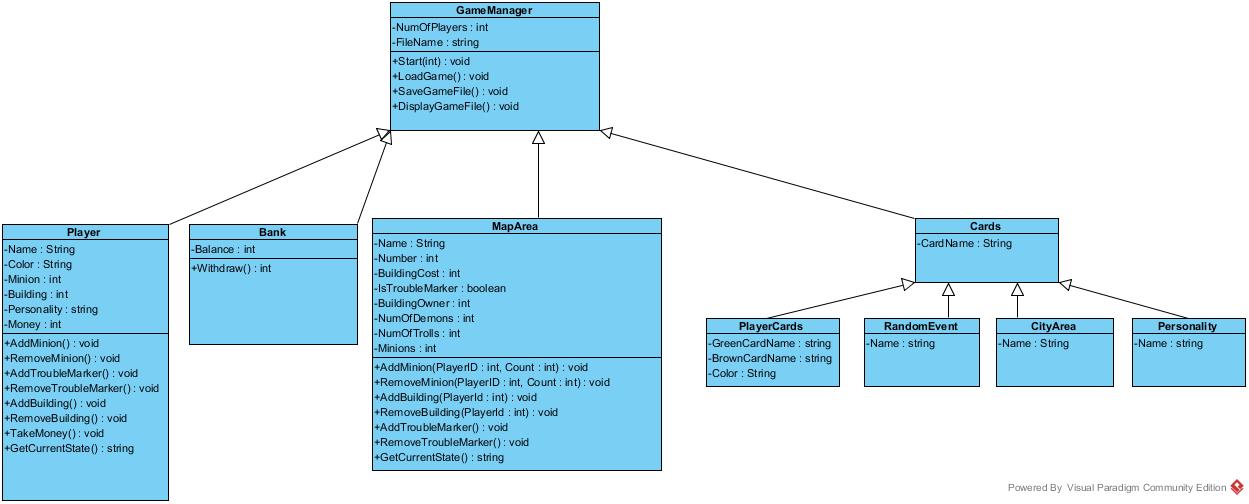 GameManager
-NumOfPlayers : int
-FileName : string
+Start(int) : void
+LoadGame() : void
+SaveGameFile() : void
+DisplayGameFile() : void
Player
-Name : String
-Color : String
-Minion : int
-Building : int
-Personality : string
-Money : int
+AddMinion() : void
+RemoveMinion() : void
+AddTroubleMarker() : void
+RemoveTroubleMarker() : void
+AddBuilding() : void
+RemoveBuilding() : void
+TakeMoney() : void
+GetCurrentState() : string
Bank
-Balance : int
+Withdraw() : int
MapArea
-Name : String
-Number : int
-BuildingCost : int
-IsTroubleMarker : boolean
-BuildingOwner : int
-NumOfDemons : int
-NumOfTrolls : int
-Minions : int
+AddMinion(PlayerID : int, Count : int) : void
+RemoveMinion(PlayerID : int, Count : int) : void
+AddBuilding(PlayerId : int) : void
+RemoveBuilding(PlayerId : int) : void
+AddTroubleMarker() : void
+RemoveTroubleMarker() : void
+GetCurrentState() : string
Cards
-CardName : String
PlayerCards
-GreenCardName : string
-BrownCardName : string
-Color : String
RandomEvent
-Name : string
CityArea
-Name : String
Personality
-Name : string
Powered By Visual Paradigm Community Edition